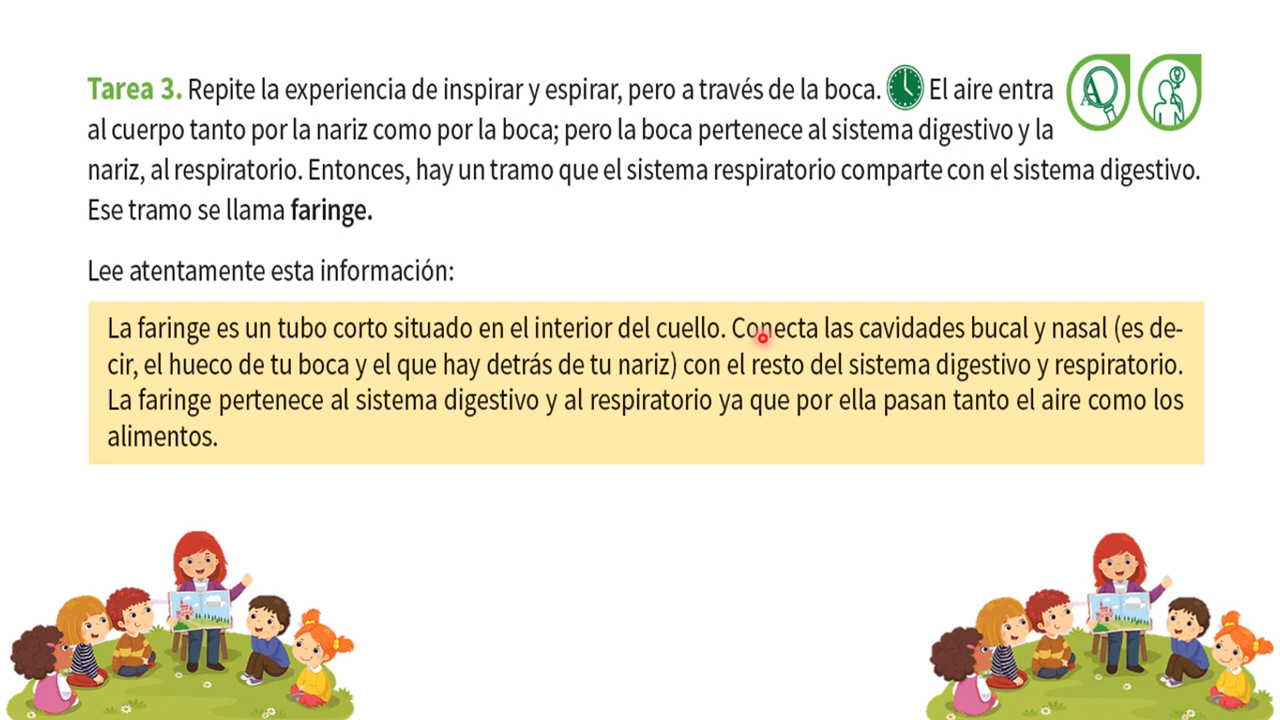 Tarea 3. Repite la experiencia de inspirar y espirar, pero a través de la boca. El aire entra
al cuerpo tanto por la nariz como por la boca; pero la boca pertenece al sistema digestivo y la
nariz, al respiratorio. Entonces, hay un tramo que el sistema respiratorio comparte con el sistema digestivo.
Ese tramo se llama faringe.
Lee atentamente esta información:
La faringe es un tubo corto situado en el interior del cuello. Conecta las cavidades bucal y nasal (es de-
cir, el hueco de tu boca y el que hay detrás de tu nariz) con el resto del sistema digestivo y respiratorio.
La faringe pertenece al sistema digestivo y al respiratorio ya que por ella pasan tanto el aire como los
alimentos.